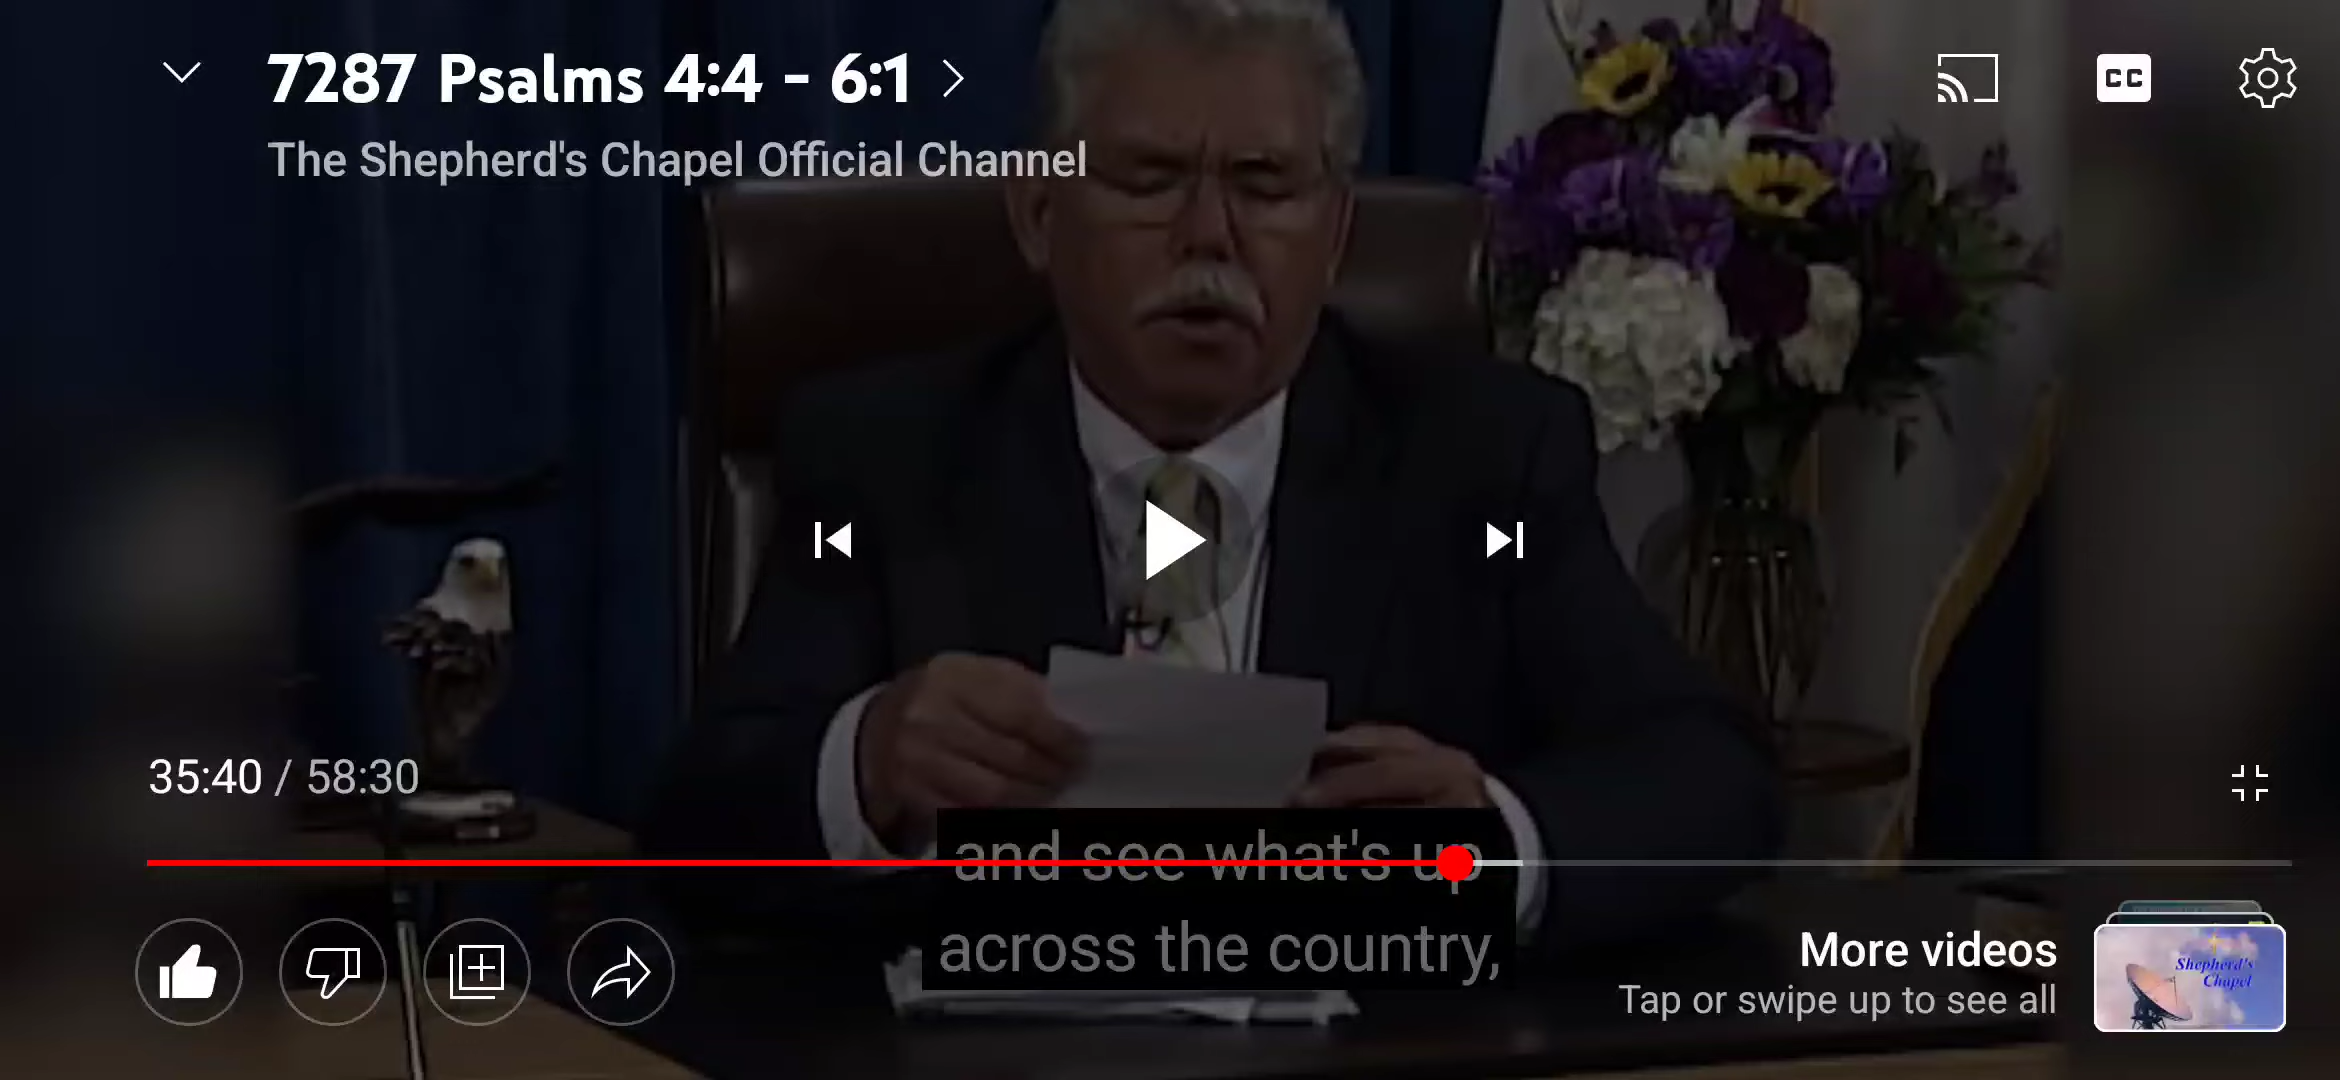 7287 Psalms 4:4 - 6:1
The Shepherd's Chapel Official Channel
CC
35:40 / 58:30
and see what's up
across the country,
More videos
Tap or swipe up to see all
Shepherd's
Chapel